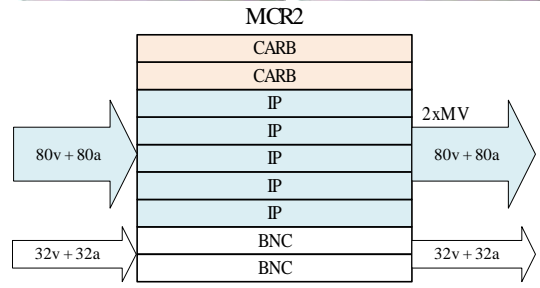 MCR2
CARB
CARB
IP
2xMV
IP
80v + 80a
IP
80v + 80a
IP
IP
BNC
32v + 32a
32v + 32a
BNC